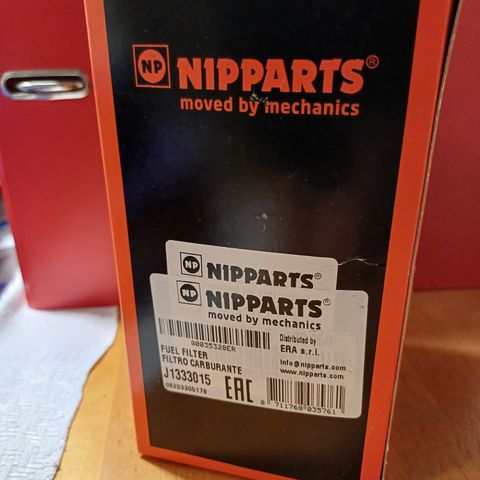 NP NIPPARTS®
moved by mechanics
NP NIPPARTS®
NP NIPPARTS®
moved by mechanics
00035328ER
Distributed by
ERA s.r.l.
FUEL FILTER
FILTRO CARBURANTE
info@nipparts.com
www.nipparts.com
J1333015
EAC
08203305178
8 711768 035761